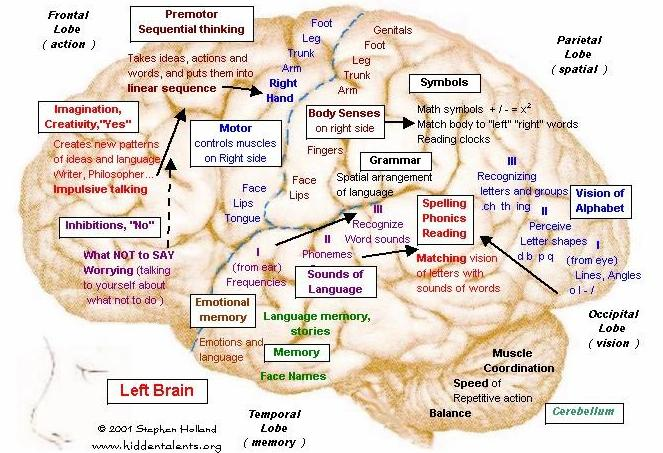 Frontal
Lobe
( action )
Premotor
Sequential thinking
Takes ideas, actions and
words, and puts them into
linear sequence
Foot
Leg
Trunk
Arm
Right
Hand
Genitals
Foot
Leg
Trunk
Arm
Parietal
Lobe
( spatial )
Symbols
Math symbols + / - = x²
Match body to "left" "right" words
Reading clocks
Imagination,
Creativity,"Yes"
Creates new patterns
of ideas and language
Writer, Philosopher...
Impulsive talking
Motor
controls muscles
on Right side
Body Senses
on right side
Fingers
Face
Lips
Grammar
Spatial arrangement
of language
Face
Lips
Tongue
III
Recognizing
letters and groups
ch th ing
Vision of
Alphabet
II
Perceive
Letter shapes
d b p q
I
(from eye)
Lines, Angles
o l - /
Inhibitions, "No"
What NOT to SAY
Worrying (talking
to yourself about
what not to do )
III
Recognize
Word sounds
Spelling
Phonics
Reading
I
(from ear)
Frequencies
II
Phonemes
Sounds of
Language
Matching vision
of letters with
sounds of words
Emotional
memory
Emotions and
language
Language memory,
stories
Memory
Face Names
Occipital
Lobe
( vision )
Muscle
Coordination
Speed of
Repetitive action
Balance
Cerebellum
Left Brain
Temporal
Lobe
( memory )
© 2001 Stephen Holland
www.hiddentalents.org